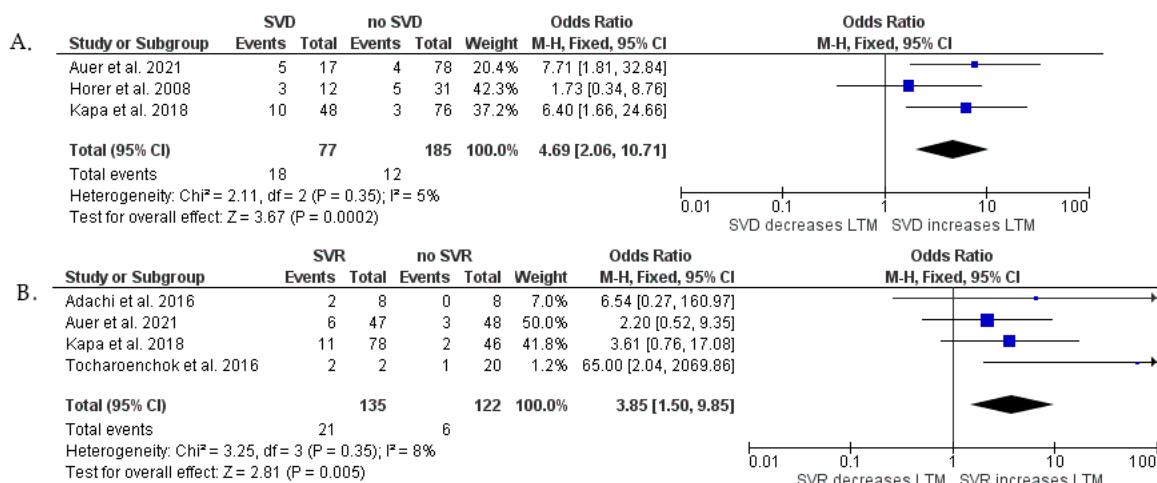 A.
SVD no SVD Odds Ratio Odds Ratio
Study or Subgroup Events Total Events Total Weight M-H, Fixed, 95% CI M-H, Fixed, 95% CI
Auer et al. 2021 5 17 4 78 20.4% 7.71 [1.81, 32.84]
Horer et al. 2008 3 12 5 31 42.3% 1.73 [0.34, 8.76]
Kapa et al. 2018 10 48 3 76 37.2% 6.40 [1.66, 24.66]
Total (95% CI) 77 185 100.0% 4.69 [2.06, 10.71]
Total events 18 12
Heterogeneity: Chi² = 2.11, df = 2 (P = 0.35); I² = 5%
Test for overall effect: Z = 3.67 (P = 0.0002)
0.01 0.1 1 10 100
SVD decreases LTM SVD increases LTM
B.
SVR no SVR Odds Ratio Odds Ratio
Study or Subgroup Events Total Events Total Weight M-H, Fixed, 95% CI M-H, Fixed, 95% CI
Adachi et al. 2016 2 8 0 8 7.0% 6.54 [0.27, 160.97]
Auer et al. 2021 6 47 3 48 50.0% 2.20 [0.52, 9.35]
Kapa et al. 2018 11 78 2 46 41.8% 3.61 [0.76, 17.08]
Tocharoenchok et al. 2016 2 2 1 20 1.2% 65.00 [2.04, 2069.86]
Total (95% CI) 135 122 100.0% 3.85 [1.50, 9.85]
Total events 21 6
Heterogeneity: Chi² = 3.25, df = 3 (P = 0.35); I² = 8%
Test for overall effect: Z = 2.81 (P = 0.005)
0.01 0.1 1 10 100
SVR decreases LTM SVR increases LTM